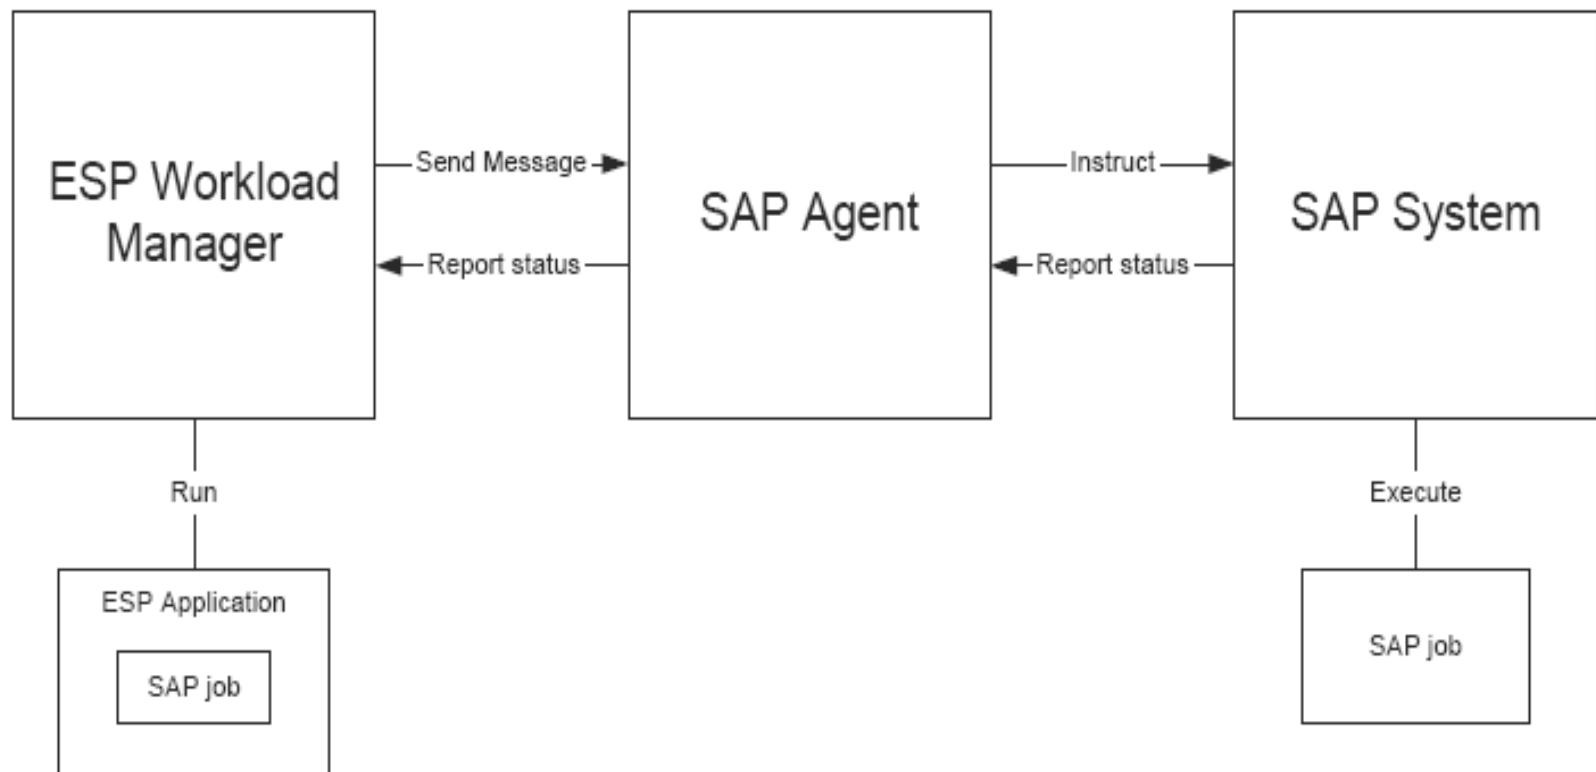 ESP Workload
Manager
Send Message
Report status
SAP Agent
Instruct
Report status
SAP System
Run
Execute
ESP Application
SAP job
SAP job